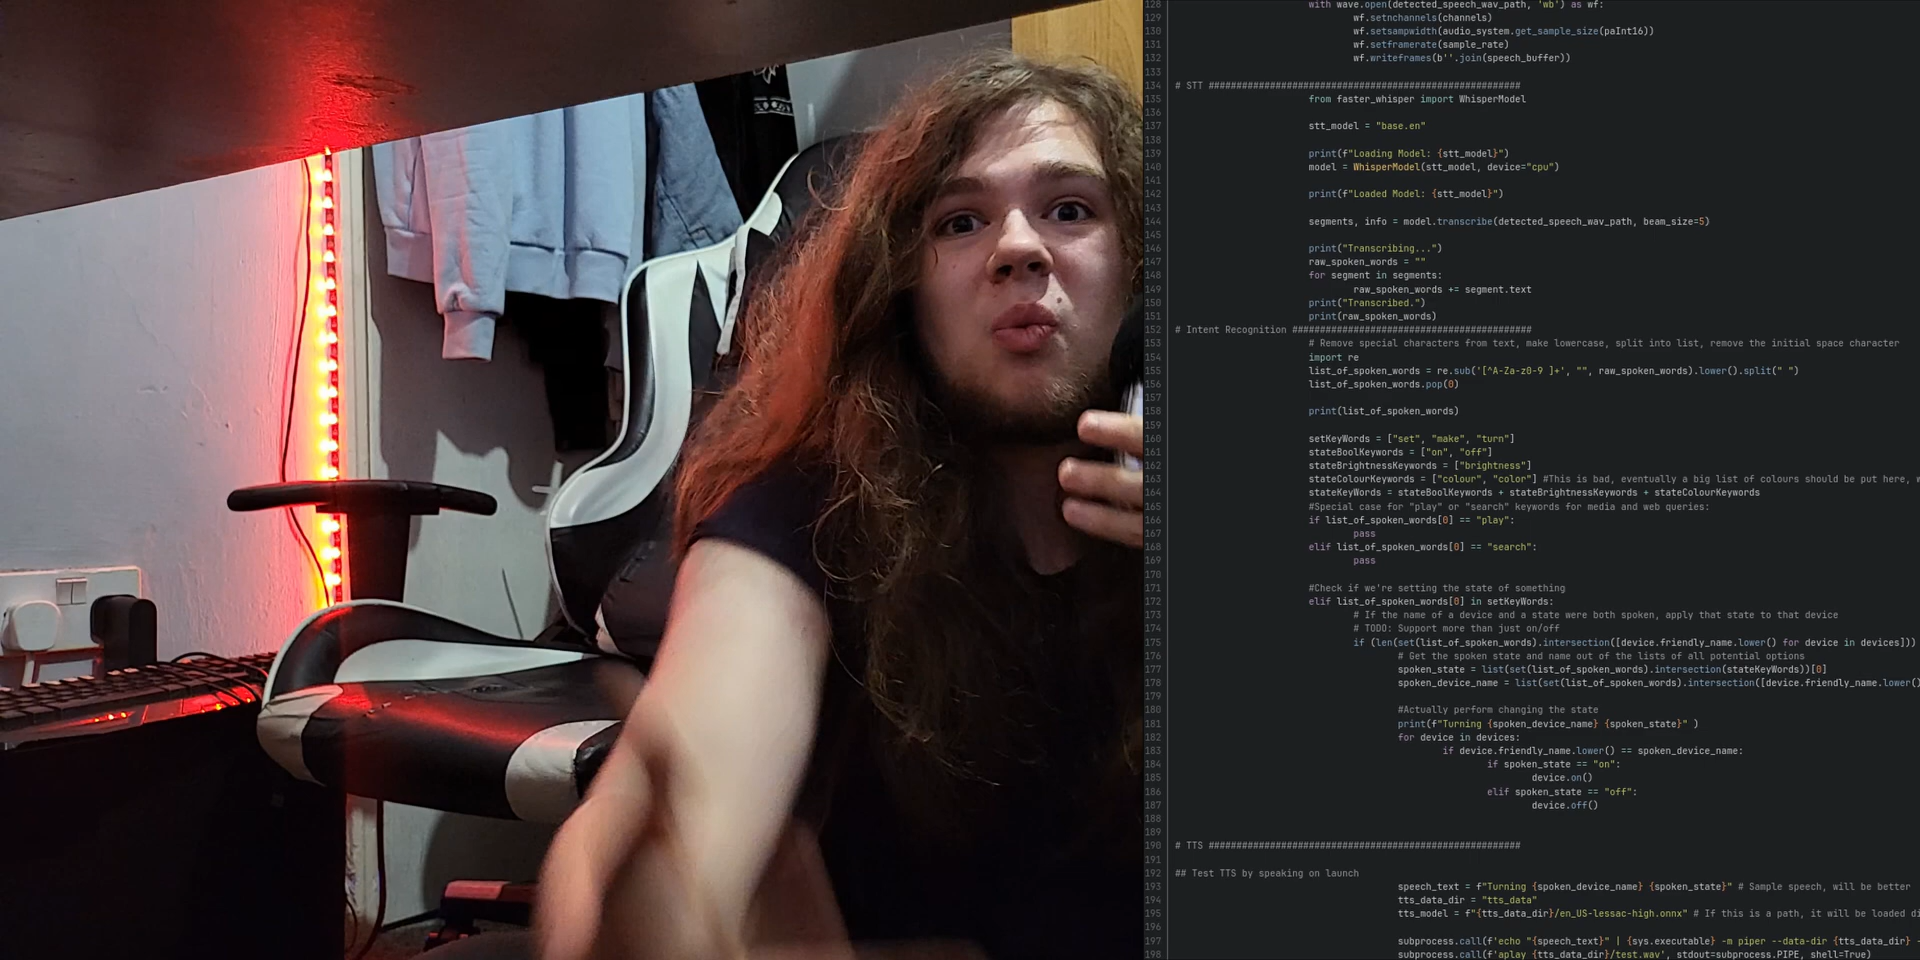 128 with wave.open(detected_speech_wav_path, 'wb') as wf:
129 wf.setnchannels(channels)
130 wf.setsampwidth(audio_system.get_sample_size(paInt16))
131 wf.setframerate(sample_rate)
132 wf.writeframes(b''.join(speech_buffer))
133
134 # STT ########################################################
135 from faster_whisper import WhisperModel
136
137 stt_model = "base.en"
138
139 print(f"Loading Model: {stt_model}")
140 model = WhisperModel(stt_model, device="cpu")
141
142 print(f"Loaded Model: {stt_model}")
143
144 segments, info = model.transcribe(detected_speech_wav_path, beam_size=5)
145
146 print("Transcribing...")
147 raw_spoken_words = ""
148 for segment in segments:
149 raw_spoken_words += segment.text
150 print("Transcribed.")
151 print(raw_spoken_words)
152 # Intent Recognition ###########################################
153 # Remove special characters from text, make lowercase, split into list, remove the initial space character
154 import re
155 list_of_spoken_words = re.sub('[^A-Za-z0-9 ]+', "", raw_spoken_words).lower().split(" ")
156 list_of_spoken_words.pop(0)
157
158 print(list_of_spoken_words)
159
160 setKeyWords = ["set", "make", "turn"]
161 stateBoolKeywords = ["on", "off"]
162 stateBrightnessKeywords = ["brightness"]
163 stateColourKeywords = ["colour", "color"] #This is bad, eventually a big list of colours should be put here, w
164 stateKeyWords = stateBoolKeywords + stateBrightnessKeywords + stateColourKeywords
165 #Special case for "play" or "search" keywords for media and web queries:
166 if list_of_spoken_words[0] == "play":
167 pass
168 elif list_of_spoken_words[0] == "search":
169 pass
170
171 #Check if we're setting the state of something
172 elif list_of_spoken_words[0] in setKeyWords:
173 # If the name of a device and a state were both spoken, apply that state to that device
174 # TODO: Support more than just on/off
175 if (len(set(list_of_spoken_words).intersection([device.friendly_name.lower() for device in devices]))
176 # Get the spoken state and name out of the lists of all potential options
177 spoken_state = list(set(list_of_spoken_words).intersection(stateKeyWords))[0]
178 spoken_device_name = list(set(list_of_spoken_words).intersection([device.friendly_name.lower()
179
180 #Actually perform changing the state
181 print(f"Turning {spoken_device_name} {spoken_state}" )
182 for device in devices:
183 if device.friendly_name.lower() == spoken_device_name:
184 if spoken_state == "on":
185 device.on()
186 elif spoken_state == "off":
187 device.off()
188
189
190 # TTS ########################################################
191
192 ## Test TTS by speaking on launch
193 speech_text = f"Turning {spoken_device_name} {spoken_state}" # Sample speech, will be better
194 tts_data_dir = "tts_data"
195 tts_model = f"{tts_data_dir}/en_US-lessac-high.onnx" # If this is a path, it will be loaded di
196
197 subprocess.call(f'echo "{speech_text}" | {sys.executable} -m piper --data-dir {tts_data_dir} -
198 subprocess.call(f'aplay {tts_data_dir}/test.wav', stdout=subprocess.PIPE, shell=True)